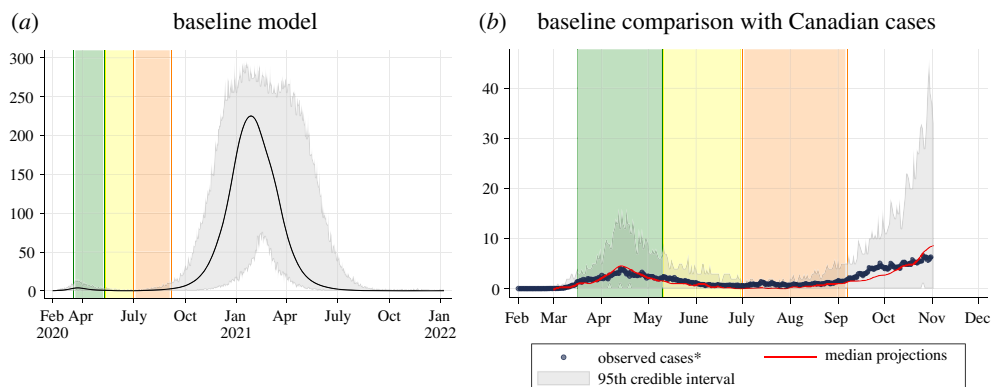 (a) baseline model
300
250
200
150
100
50
0
Feb Apr July Oct Jan Apr July Oct Jan
2020 2021 2022
(b) baseline comparison with Canadian cases
40
30
20
10
0
Feb Mar Apr May June July Aug Sep Oct Nov Dec
observed cases* median projections
95th credible interval